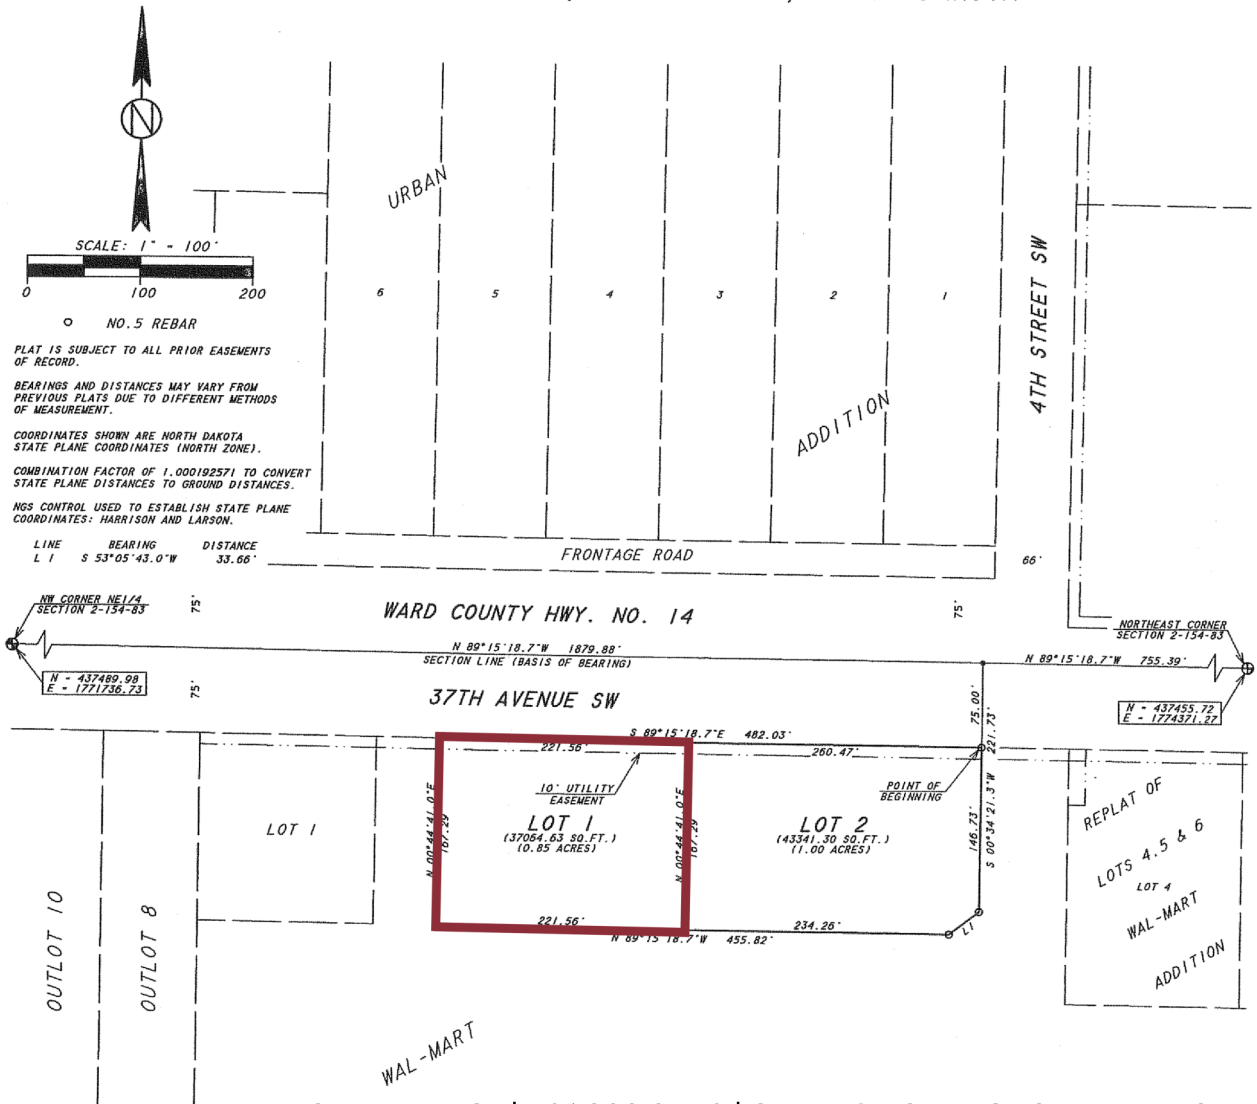 N
SCALE: 1" - 100'
0 100 200
NO.5 REBAR
PLAT IS SUBJECT TO ALL PRIOR EASEMENTS
OF RECORD.
BEARINGS AND DISTANCES MAY VARY FROM
PREVIOUS PLATS DUE TO DIFFERENT METHODS
OF MEASUREMENT.
COORDINATES SHOWN ARE NORTH DAKOTA
STATE PLANE COORDINATES (NORTH ZONE).
COMBINATION FACTOR OF 1.000192571 TO CONVERT
STATE PLANE DISTANCES TO GROUND DISTANCES.
NGS CONTROL USED TO ESTABLISH STATE PLANE
COORDINATES: HARRISON AND LARSON.
LINE BEARING DISTANCE
L 1 S 53°05'43.0"W 33.66'
URBAN
6 5 4 3 2 1
ADDITION
4TH STREET SW
FRONTAGE ROAD
66'
NW CORNER NE1/4
SECTION 2-154-83
75'
WARD COUNTY HWY. NO. 14
75'
NORTHEAST CORNER
SECTION 2-154-83
N 89°15'18.7"W 1879.88'
SECTION LINE (BASIS OF BEARING)
N 89°15'18.7"W 755.39'
N - 437489.98
E - 1771736.73
75'
37TH AVENUE SW
75.00'
221.73'
N - 437455.72
E - 1774371.27
S 89°15'18.7"E 482.03'
221.56'
260.47'
10' UTILITY
EASEMENT
POINT OF
BEGINNING
LOT 1
N 00°44'41.0"E
167.29
LOT 1
(37064.63 SQ.FT.)
(0.85 ACRES)
N 00°44'41.0"E
167.29
LOT 2
(43341.30 SQ.FT.)
(1.00 ACRES)
146.73'
S 00°34'21.3"W
221.56'
234.26'
N 89°15'18.7"W 455.82'
L1
REPLAT OF
LOTS 4,5 & 6
LOT 4
WAL-MART
ADDITION
OUTLOT 10
OUTLOT 8
WAL-MART